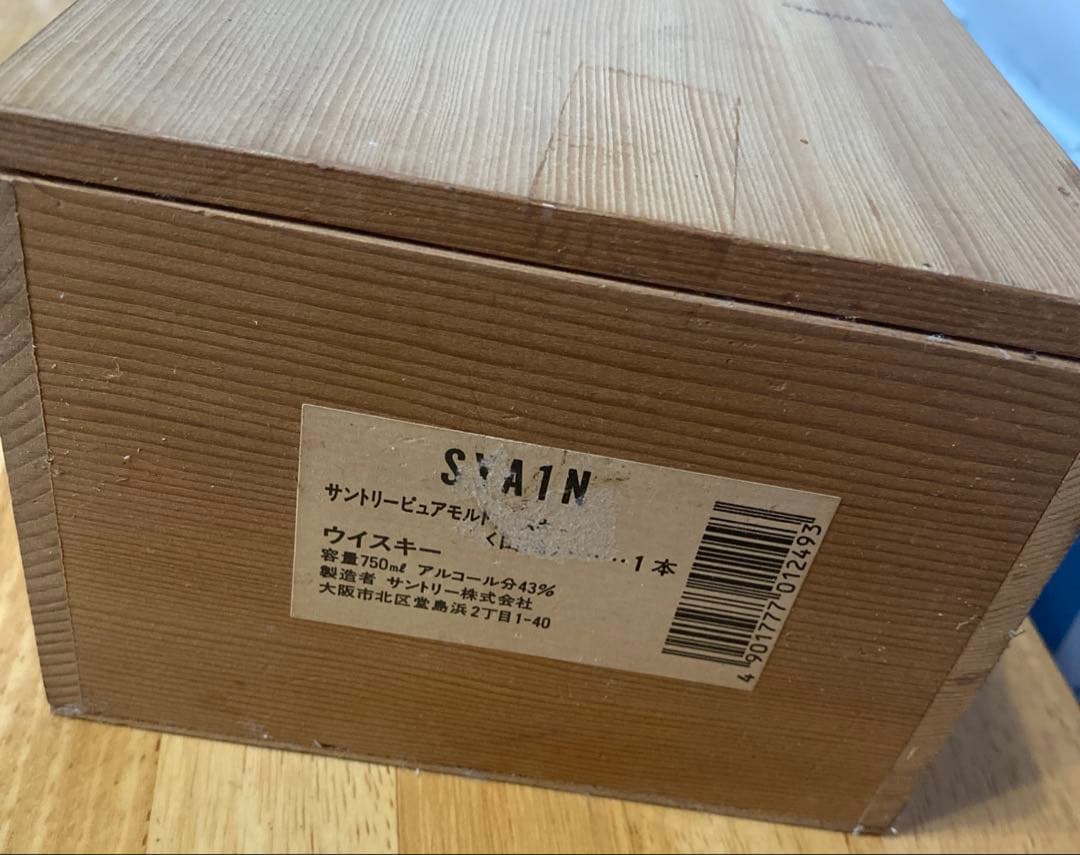 SYA1N
サントリーピュアモルト
ウイスキー 1本
容量750ml アルコール分43%
製造者 サントリー株式会社
大阪市北区堂島浜2丁目1-40
4901777012493